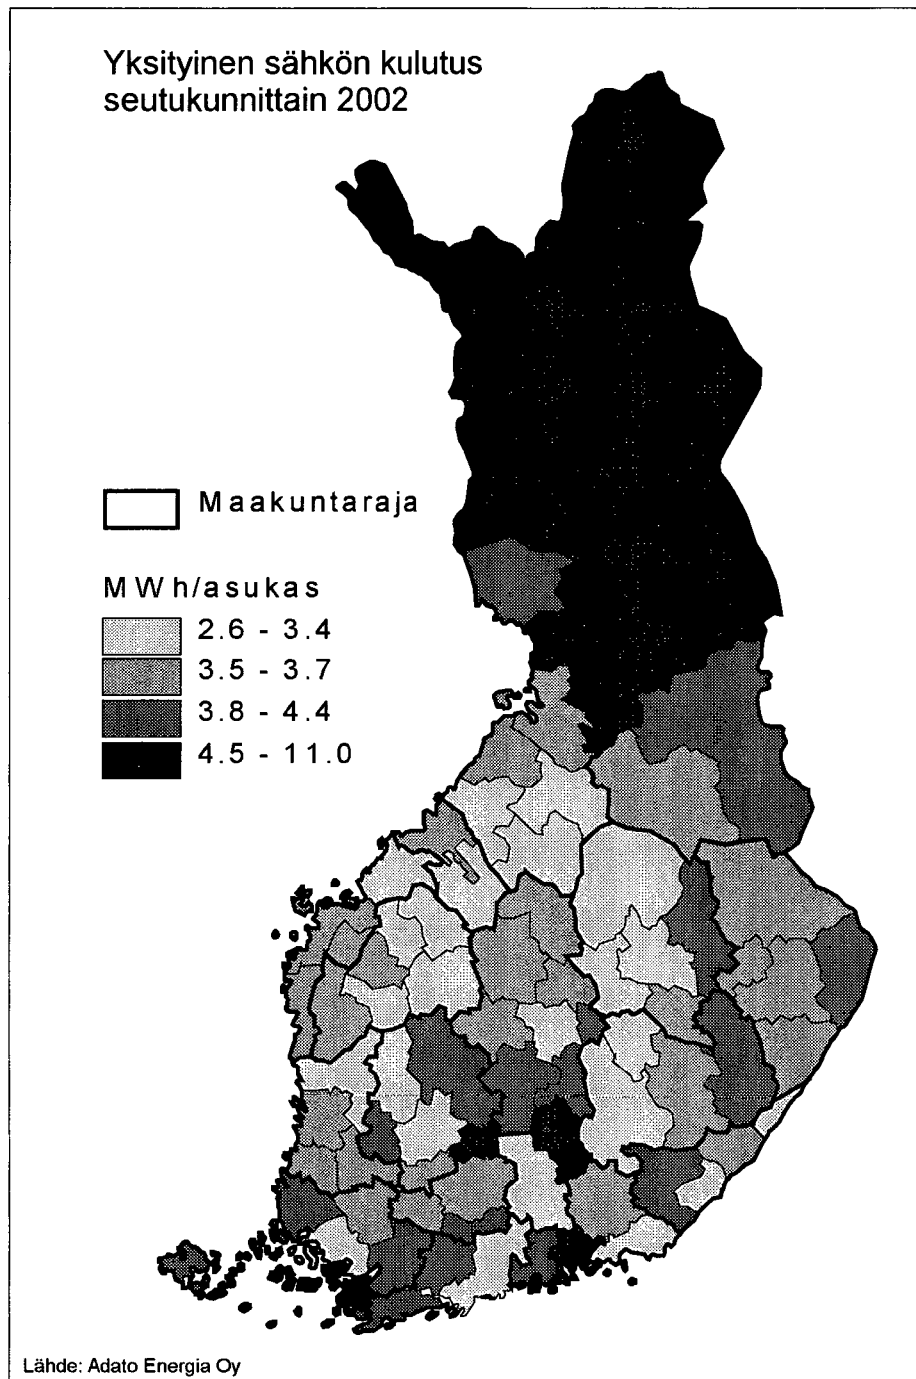 Yksityinen sähkön kulutus
seutukunnittain 2002
Maakuntaraja
MWh/asukas
2.6 - 3.4
3.5 - 3.7
3.8 - 4.4
4.5 - 11.0
Lähde: Adato Energia Oy